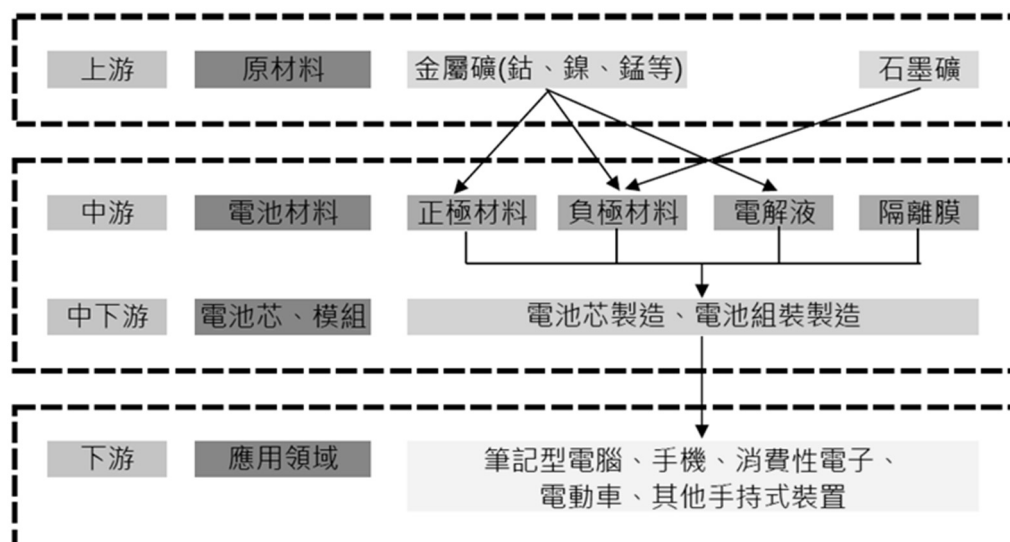 上游 原材料 金屬礦(鈷、鎳、錳等) 石墨礦
中游 電池材料 正極材料 負極材料 電解液 隔離膜
中下游 電池芯、模組 電池芯製造、電池組裝製造
下游 應用領域 筆記型電腦、手機、消費性電子、
電動車、其他手持式裝置